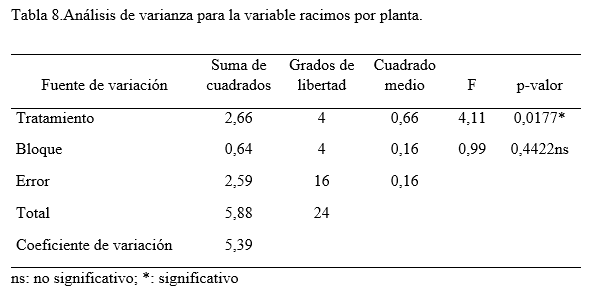 Tabla 8.Análisis de varianza para la variable racimos por planta.
Fuente de variación Suma de cuadrados Grados de libertad Cuadrado medio F p-valor
Tratamiento 2,66 4 0,66 4,11 0,0177*
Bloque 0,64 4 0,16 0,99 0,4422ns
Error 2,59 16 0,16
Total 5,88 24
Coeficiente de variación 5,39
ns: no significativo; *: significativo